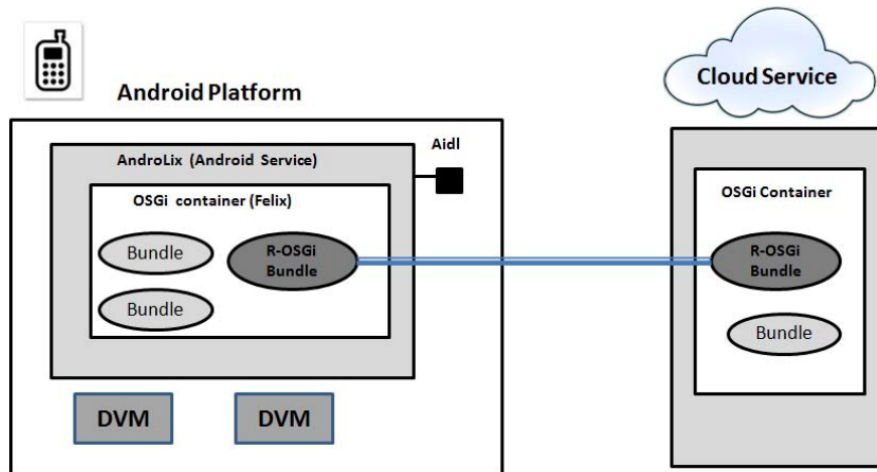 Cloud Service
Android Platform
Aidl
AndroLix (Android Service)
OSGi container (Felix)
OSGi Container
Bundle
R-OSGi
Bundle
R-OSGi
Bundle
Bundle
Bundle
DVM
DVM